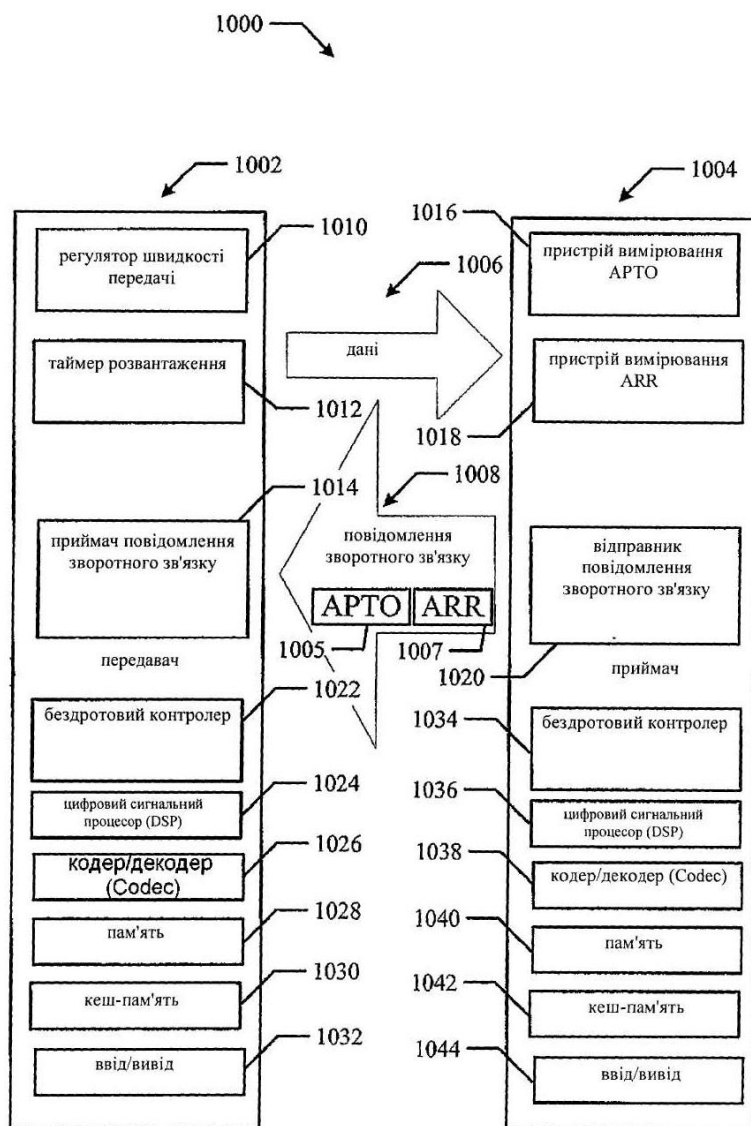 1000
1002
1004
1010
регулятор швидкості
передачі
1016
пристрій вимірювання
APTO
1006
дані
таймер розвантаження
1012
пристрій вимірювання
ARR
1018
1008
1014
приймач повідомлення
зворотного зв'язку
повідомлення
зворотного зв'язку
APTO ARR
1005
1007
відправник
повідомлення
зворотного зв'язку
передавач
1020
приймач
1022
бездротовий контролер
1034
бездротовий контролер
1024
цифровий сигнальний
процесор (DSP)
1036
цифровий сигнальний
процесор (DSP)
1026
кодер/декодер
(Codec)
1038
кодер/декодер (Codec)
1028
пам'ять
1040
пам'ять
1030
кеш-пам'ять
1042
кеш-пам'ять
1032
ввід/вивід
1044
ввід/вивід